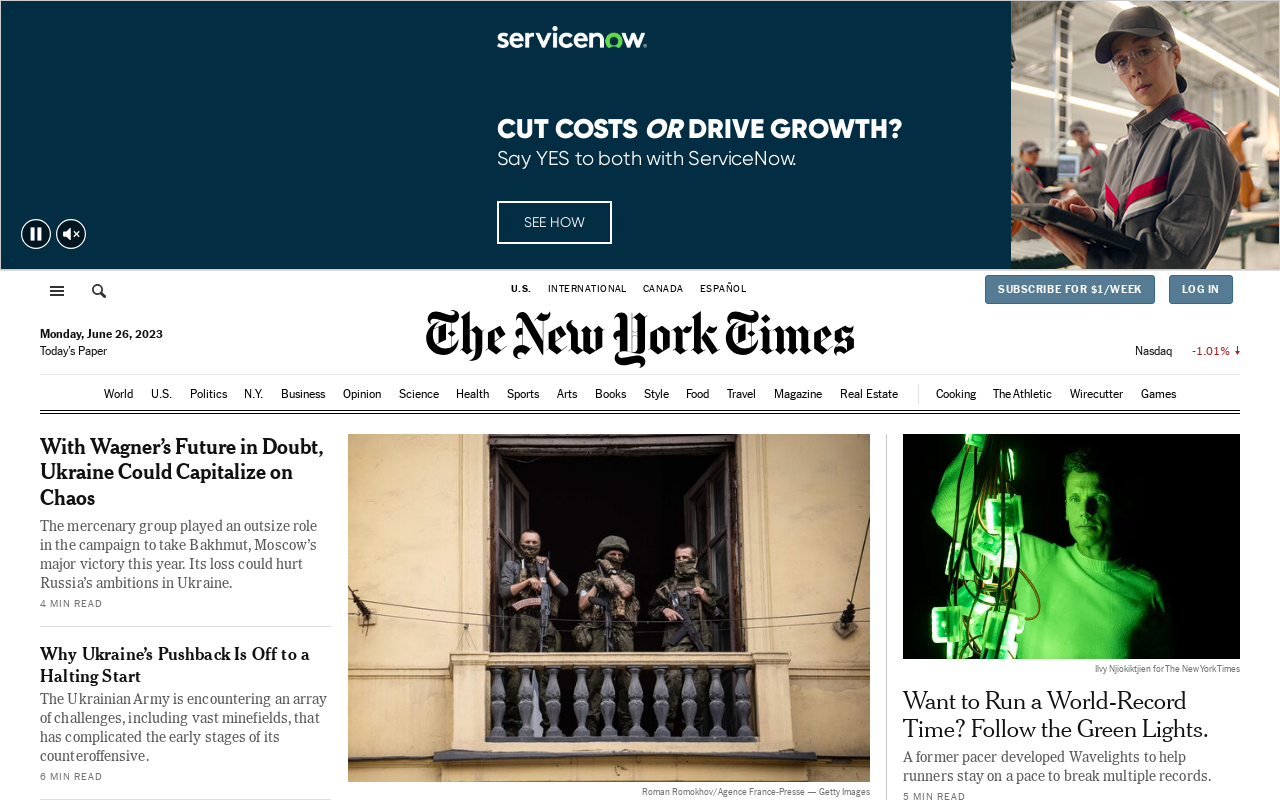 servicenow
CUT COSTS OR DRIVE GROWTH?
Say YES to both with ServiceNow.
SEE HOW
U.S. INTERNATIONAL CANADA ESPAÑOL
SUBSCRIBE FOR $1/WEEK LOG IN
Monday, June 26, 2023
Today's Paper
The New York Times
Nasdaq -1.01%
World U.S. Politics N.Y. Business Opinion Science Health Sports Arts Books Style Food Travel Magazine Real Estate Cooking The Athletic Wirecutter Games
With Wagner's Future in Doubt,
Ukraine Could Capitalize on
Chaos
The mercenary group played an outsize role
in the campaign to take Bakhmut, Moscow's
major victory this year. Its loss could hurt
Russia's ambitions in Ukraine.
4 MIN READ
Why Ukraine's Pushback Is Off to a
Halting Start
The Ukrainian Army is encountering an array
of challenges, including vast minefields, that
has complicated the early stages of its
counteroffensive.
6 MIN READ
Roman Romokhov/Agence France-Presse — Getty Images
Ilvy Njiokiktjien for The New York Times
Want to Run a World-Record
Time? Follow the Green Lights.
A former pacer developed Wavelights to help
runners stay on a pace to break multiple records.
5 MIN READ